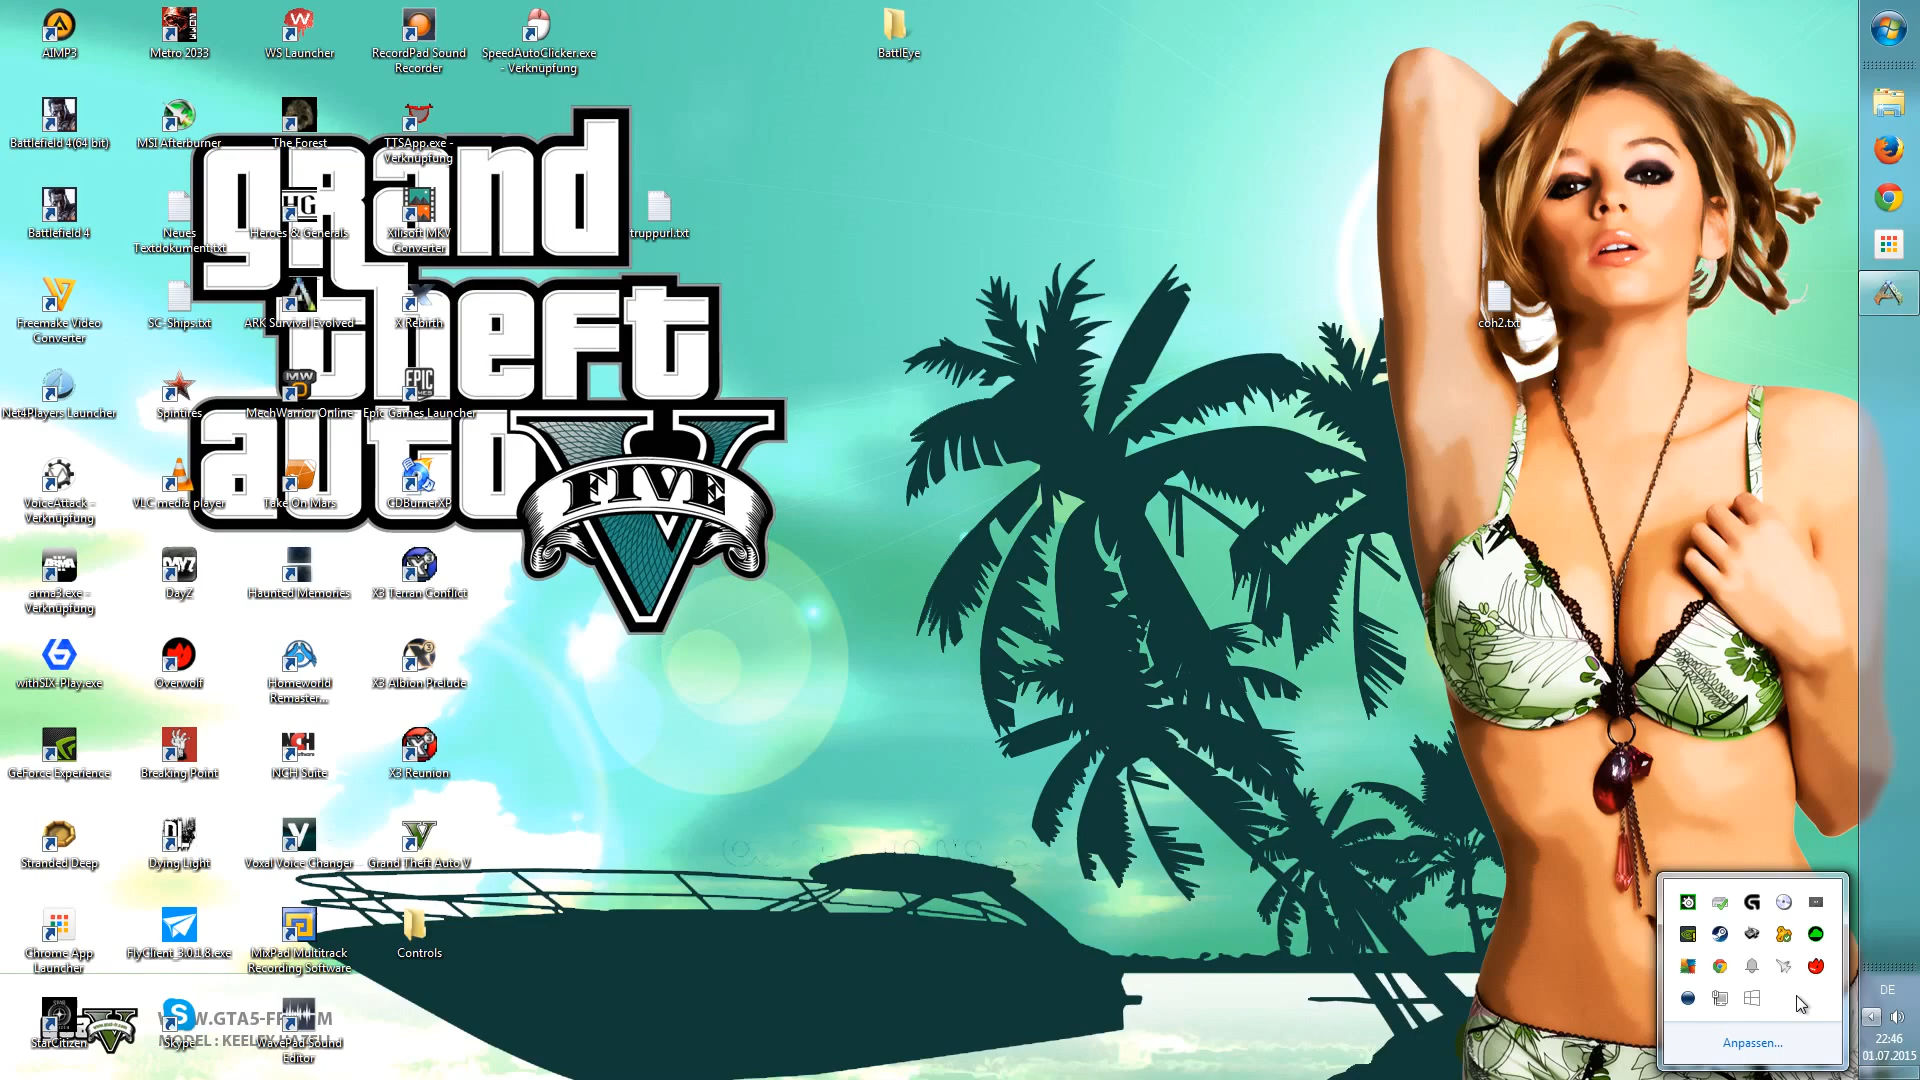 AIMP3
Metro 2033
WS Launcher
RecordPad Sound
Recorder
SpeedAutoClicker.exe
- Verknüpfung
BattlEye
Battlefield 4(64 bit)
MSI Afterburner
The Forest
TTSApp.exe -
Verknüpfung
Battlefield 4
Neues
Textdokument.txt
Heroes & Generals
Xilisoft MKV
Converter
truppurl.txt
Freemake Video
Converter
SC-Ships.txt
ARK Survival Evolved
X Rebirth
coh2.txt
Net4Players Launcher
Spintires
MechWarrior Online
Epic Games Launcher
VoiceAttack -
Verknüpfung
VLC media player
Take On Mars
CDBurnerXP
arma3.exe -
Verknüpfung
DayZ
Haunted Memories
X3 Terran Conflict
withSIX-Play.exe
Overwolf
Homeworld
Remaster...
X3 Albion Prelude
GeForce Experience
Breaking Point
NCH Suite
X3 Reunion
Stranded Deep
Dying Light
Voxal Voice Changer
Grand Theft Auto V
Chrome App
Launcher
FlyClient_3.0.1.8.exe
MixPad Multitrack
Recording Software
Controls
StarCitizen
Skype
WavePad Sound
Editor
grand
theft
auto
V
FIVE
DE
22:46
01.07.2015
Anpassen...